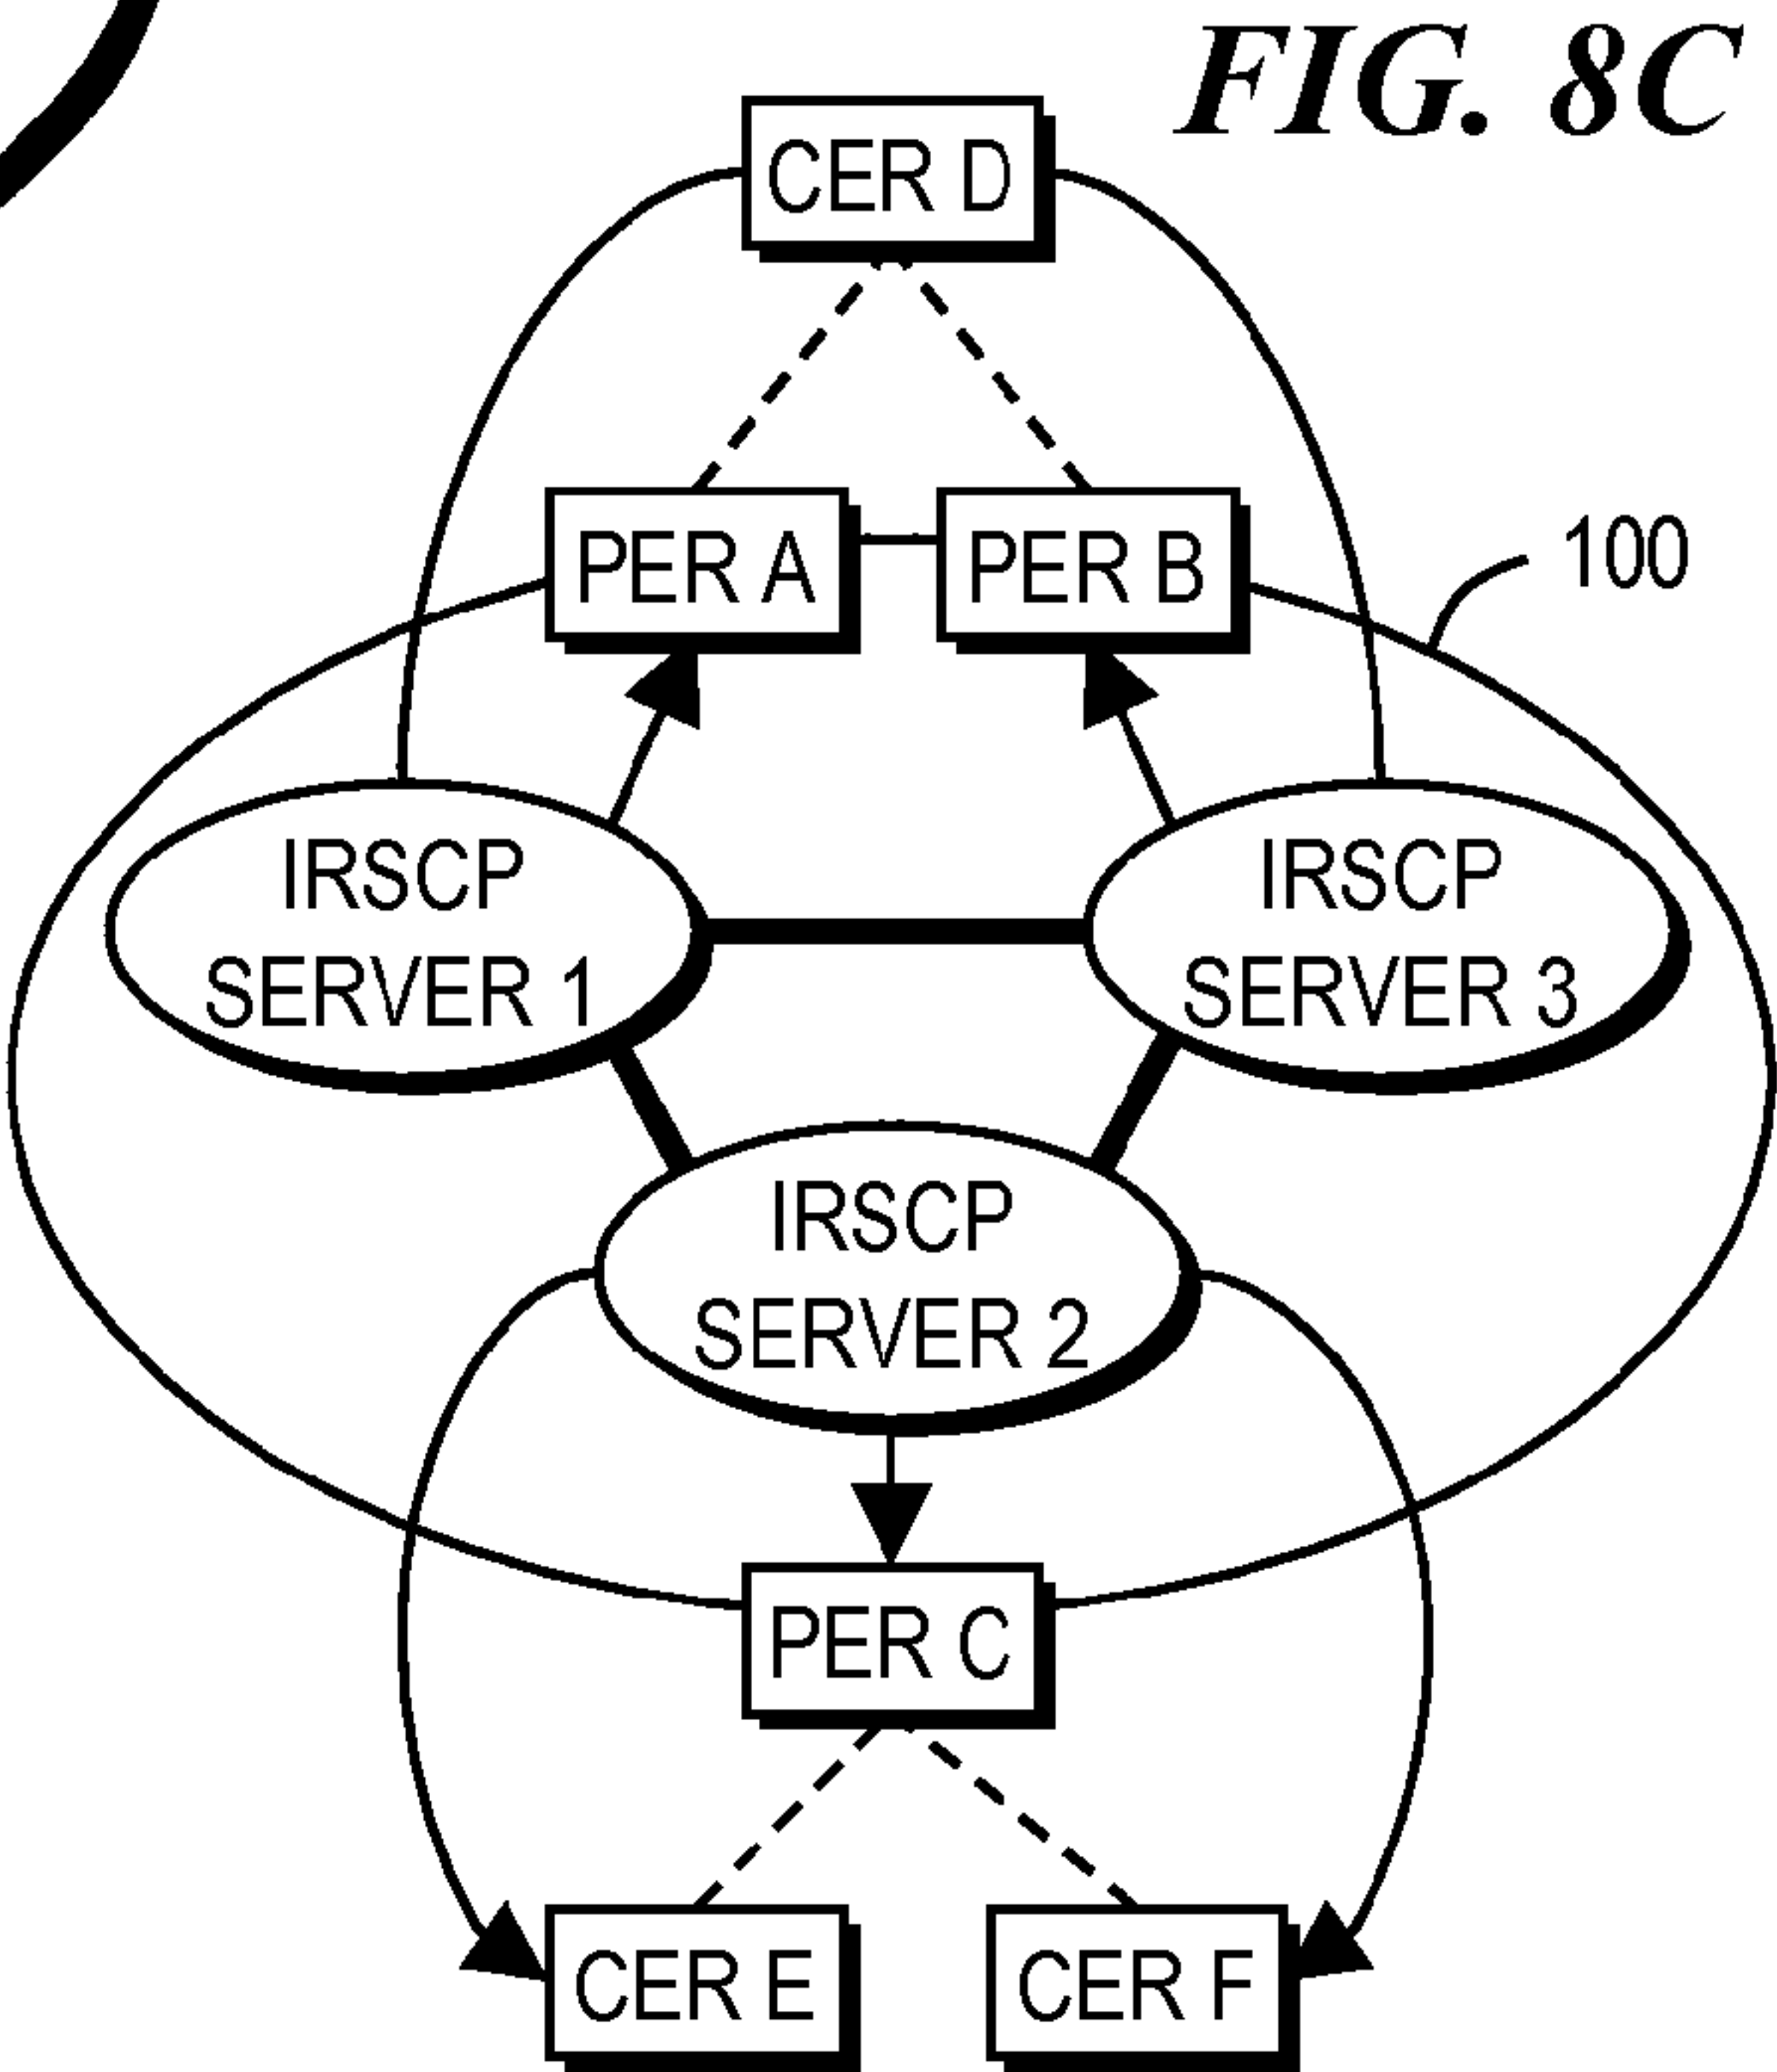 FIG. 8C
CER D
PER A
PER B
100
IRSCP
SERVER 1
IRSCP
SERVER 3
IRSCP
SERVER 2
PER C
CER E
CER F